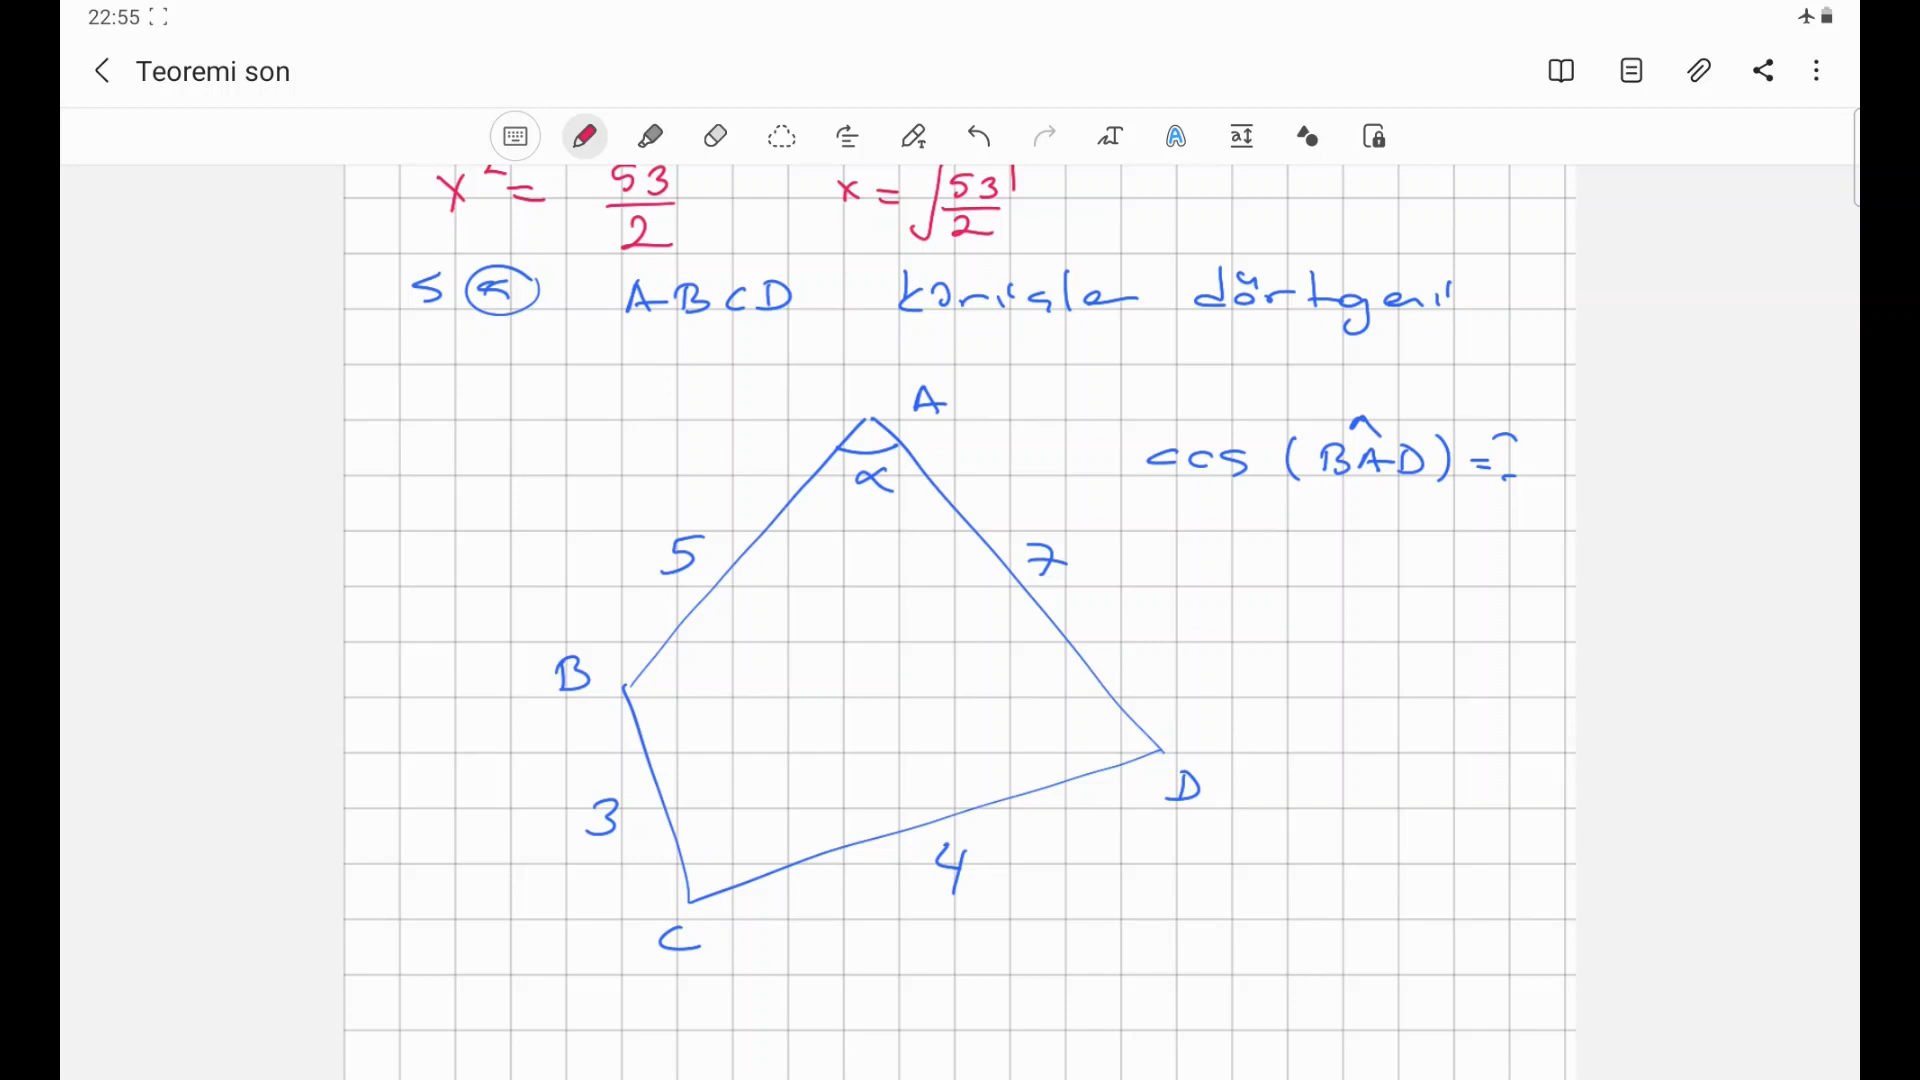 22:55
Teoremi son
x² = 53/2 x = √53/2
5 ABCD kirişler dörtgeni
A
cos (BÂD) = ?
α
5 7
B
D
3
4
C